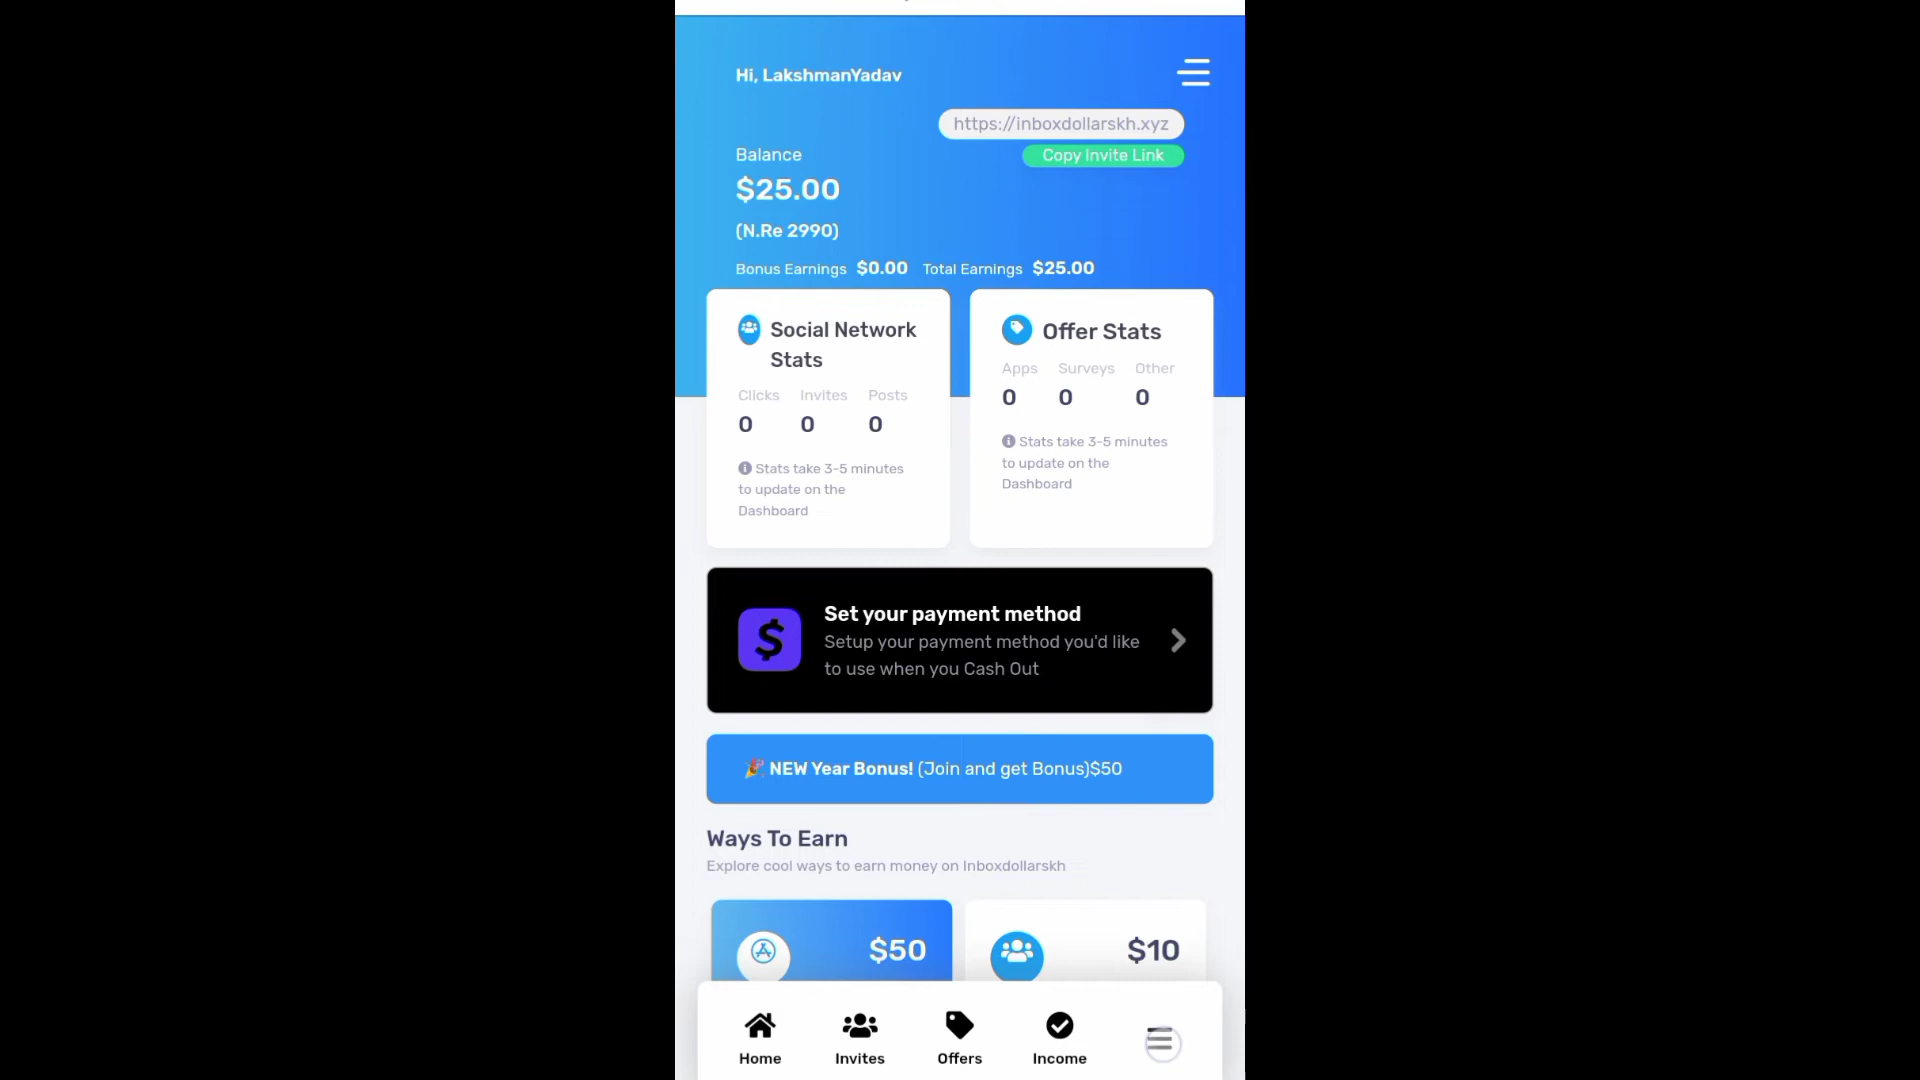 Hi, LakshmanYadav
https://inboxdollarskh.xyz
Copy Invite Link
Balance
$25.00
(N.Re 2990)
Bonus Earnings $0.00 Total Earnings $25.00
Social Network
Stats
Clicks Invites Posts
0 0 0
Stats take 3-5 minutes
to update on the
Dashboard
Offer Stats
Apps Surveys Other
0 0 0
Stats take 3-5 minutes
to update on the
Dashboard
Set your payment method
Setup your payment method you'd like
to use when you Cash Out
🎉 NEW Year Bonus! (Join and get Bonus)$50
Ways To Earn
Explore cool ways to earn money on Inboxdollarskh
$50
$10
Home Invites Offers Income